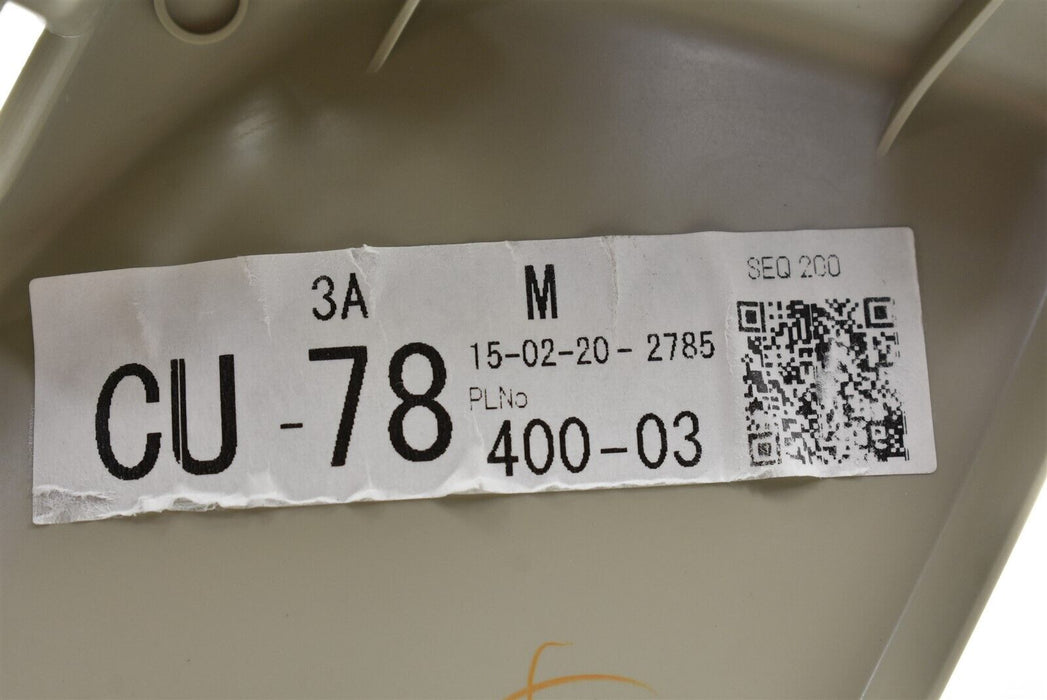 3A M SEQ 200
CU -78
15-02-20-2785
PLNo
400-03